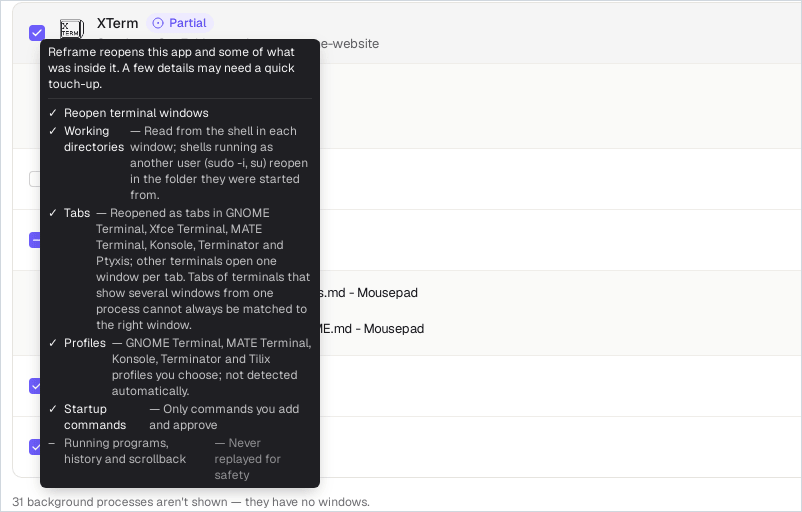 XTerm Partial
e-website
Reframe reopens this app and some of what
was inside it. A few details may need a quick
touch-up.
✓ Reopen terminal windows
✓ Working directories — Read from the shell in each
window; shells running as
another user (sudo -i, su) reopen
in the folder they were started
from.
✓ Tabs — Reopened as tabs in GNOME
Terminal, Xfce Terminal, MATE
Terminal, Konsole, Terminator and
Ptyxis; other terminals open one
window per tab. Tabs of terminals that
show several windows from one
process cannot always be matched to
the right window.
s.md - Mousepad
ME.md - Mousepad
✓ Profiles — GNOME Terminal, MATE Terminal,
Konsole, Terminator and Tilix
profiles you choose; not detected
automatically.
✓ Startup commands — Only commands you add
and approve
– Running programs, history and scrollback — Never
replayed for
safety
31 background processes aren't shown — they have no windows.